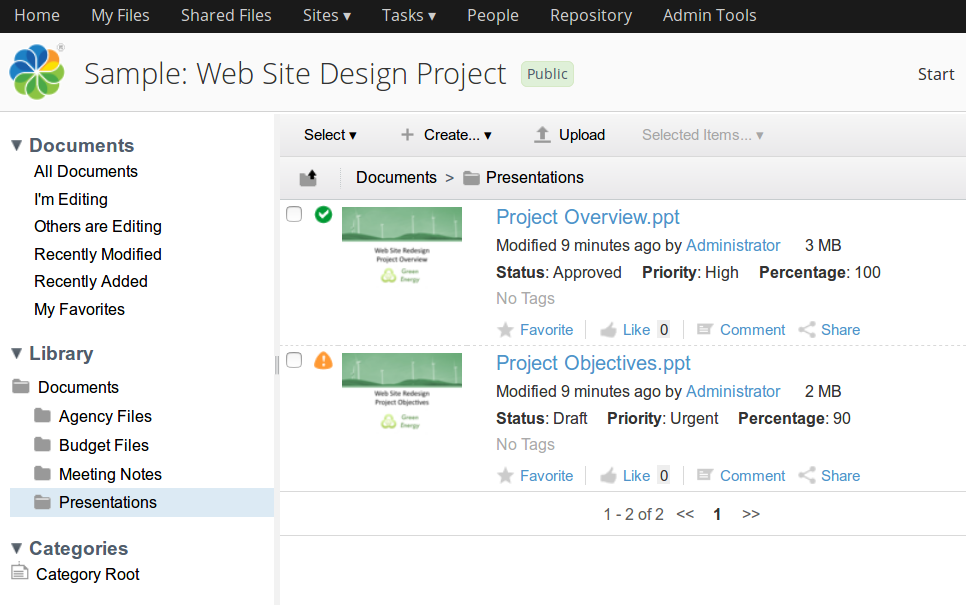 Home My Files Shared Files Sites ▾ Tasks ▾ People Repository Admin Tools
® Sample: Web Site Design Project Public Start
▼ Documents
All Documents
I'm Editing
Others are Editing
Recently Modified
Recently Added
My Favorites
▼ Library
Documents
Agency Files
Budget Files
Meeting Notes
Presentations
▼ Categories
Category Root
Select ▾ + Create... ▾ Upload Selected Items... ▾
Documents > Presentations
Web Site Redesign
Project Overview
Green
Energy
Project Overview.ppt
Modified 9 minutes ago by Administrator 3 MB
Status: Approved Priority: High Percentage: 100
No Tags
Favorite Like 0 Comment Share
Web Site Redesign
Project Objectives
Green
Energy
Project Objectives.ppt
Modified 9 minutes ago by Administrator 2 MB
Status: Draft Priority: Urgent Percentage: 90
No Tags
Favorite Like 0 Comment Share
1 - 2 of 2 << 1 >>